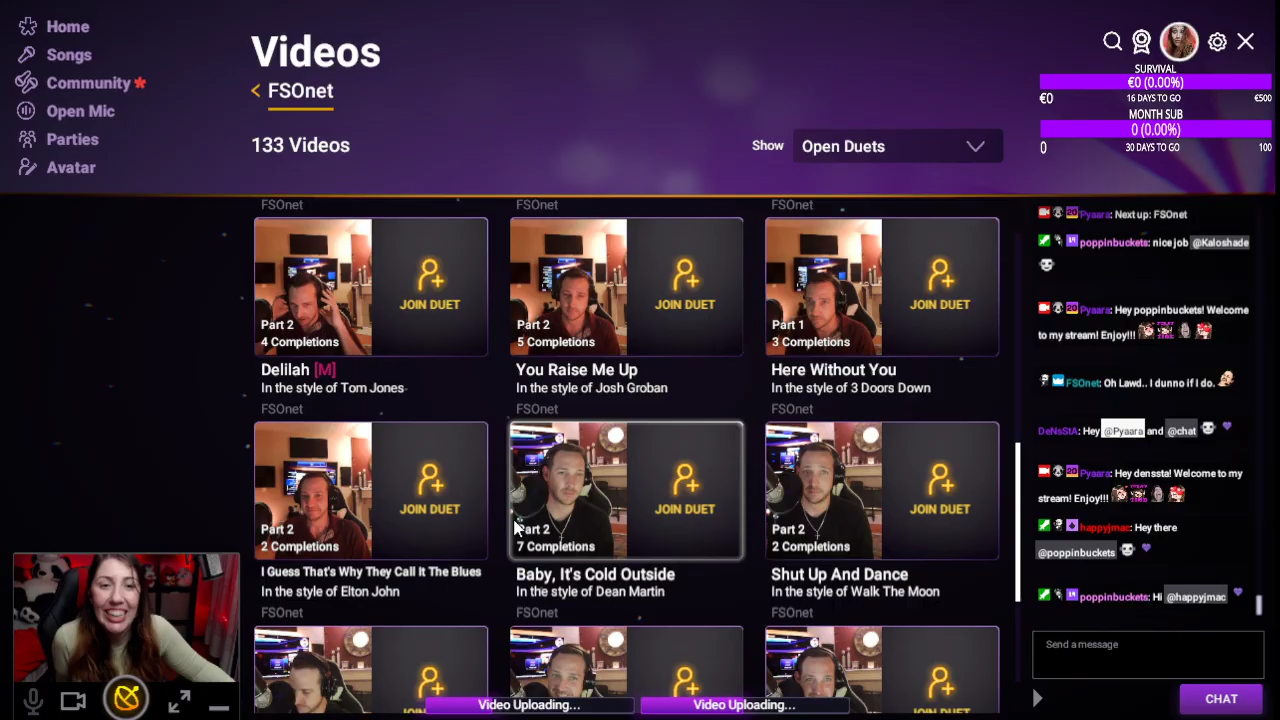 Home
Songs
Community *
Open Mic
Parties
Avatar
Videos
< FSOnet
133 Videos
Show
Open Duets
SURVIVAL
€0 (0.00%)
€0
16 DAYS TO GO
€500
MONTH SUB
0 (0.00%)
0
30 DAYS TO GO
100
FSOnet
FSOnet
FSOnet
Part 2
4 Completions
JOIN DUET
Delilah [M]
In the style of Tom Jones
FSOnet
Part 2
5 Completions
JOIN DUET
You Raise Me Up
In the style of Josh Groban
FSOnet
Part 1
3 Completions
JOIN DUET
Here Without You
In the style of 3 Doors Down
FSOnet
Part 2
2 Completions
JOIN DUET
I Guess That's Why They Call It The Blues
In the style of Elton John
FSOnet
Part 2
7 Completions
JOIN DUET
Baby, It's Cold Outside
In the style of Dean Martin
FSOnet
Part 2
2 Completions
JOIN DUET
Shut Up And Dance
In the style of Walk The Moon
FSOnet
Video Uploading...
Video Uploading...
Pyaara: Next up: FSOnet
poppinbuckets: nice job @Kaloshade
Pyaara: Hey poppinbuckets! Welcome
to my stream! Enjoy!!!
FSOnet: Oh Lawd.. I dunno if I do.
DeNsStA: Hey @Pyaara and @chat
Pyaara: Hey denssta! Welcome to my
stream! Enjoy!!!
happyjmac: Hey there
@poppinbuckets
poppinbuckets: Hi @happyjmac
Send a message
CHAT